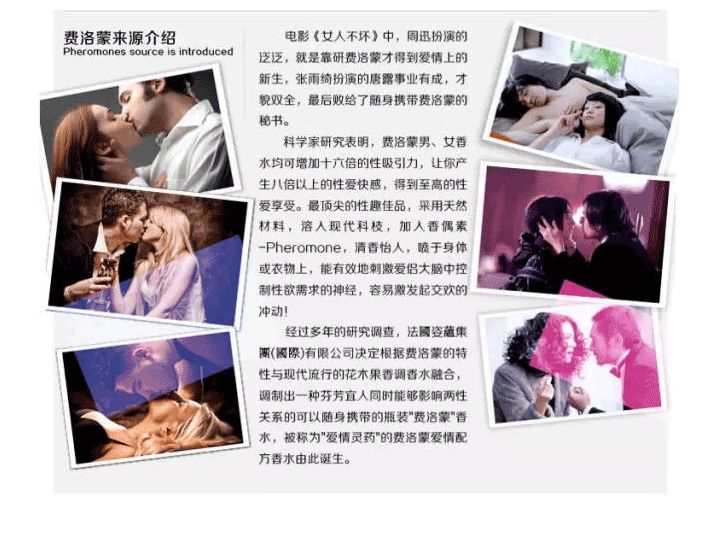 费洛蒙来源介绍
Pheromones source is introduced
电影《女人不坏》中，周迅扮演的
泛泛，就是靠研费洛蒙才得到爱情上的
新生，张雨绮扮演的唐露事业有成，才
貌双全，最后败给了随身携带费洛蒙的
秘书。
科学家研究表明，费洛蒙男、女香
水均可增加十六倍的性吸引力，让你产
生八倍以上的性爱快感，得到至高的性
爱享受。最顶尖的性趣佳品，采用天然
材料，溶入现代科枝，加入香偶素
-Pheromone，清香怡人，喷于身体
或衣物上，能有效地刺激爱侣大脑中控
制性欲需求的神经，容易激发起交欢的
冲动！
经过多年的研究调查，法國姿蘊集
團(國際)有限公司决定根据费洛蒙的特
性与现代流行的花木果香调香水融合，
调制出一种芬芳宜人同时能够影响两性
关系的可以随身携带的瓶装"费洛蒙"香
水，被称为"爱情灵药"的费洛蒙爱情配
方香水由此诞生。